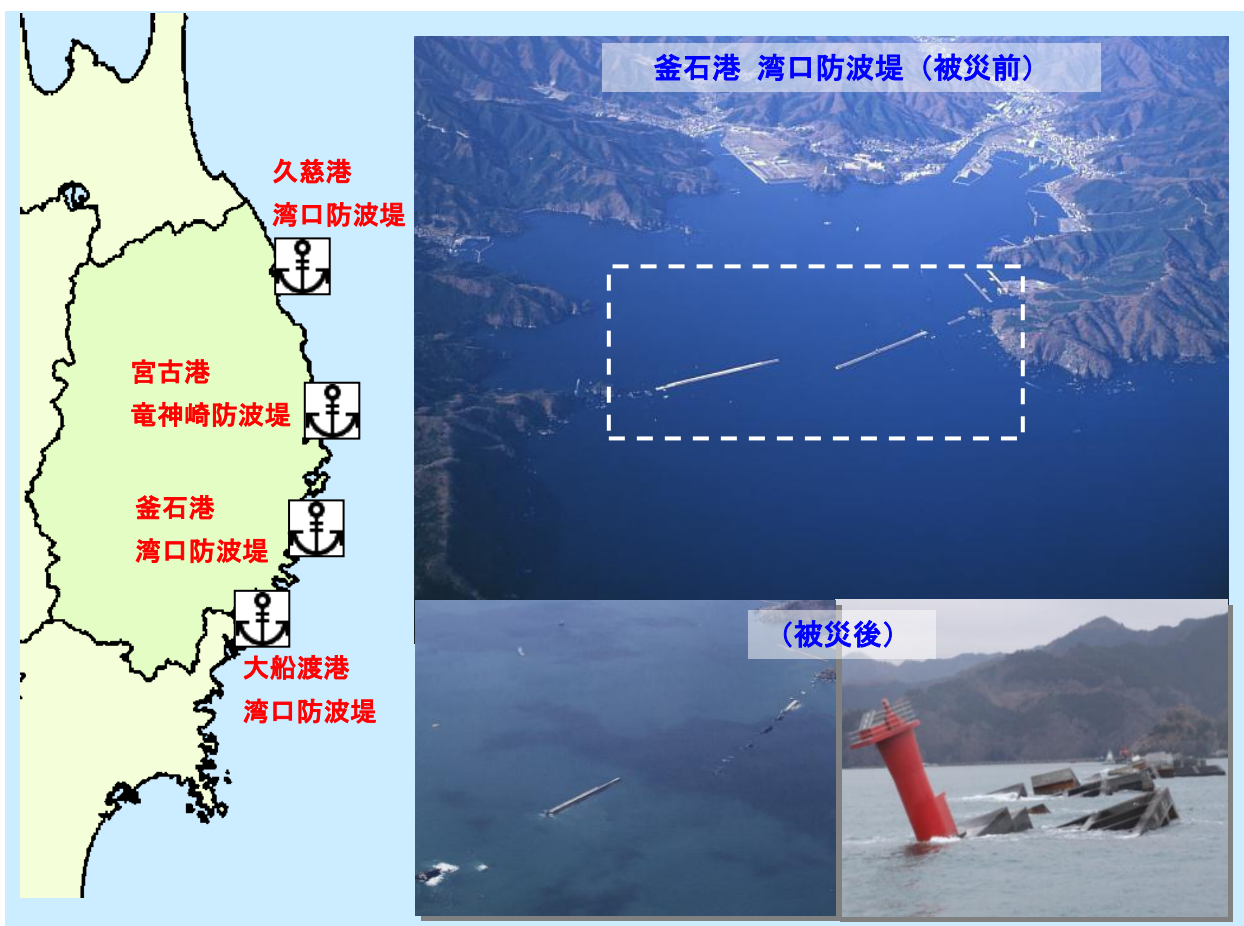 釜石港 湾口防波堤（被災前）
久慈港
湾口防波堤
宮古港
竜神崎防波堤
釜石港
湾口防波堤
大船渡港
湾口防波堤
（被災後）